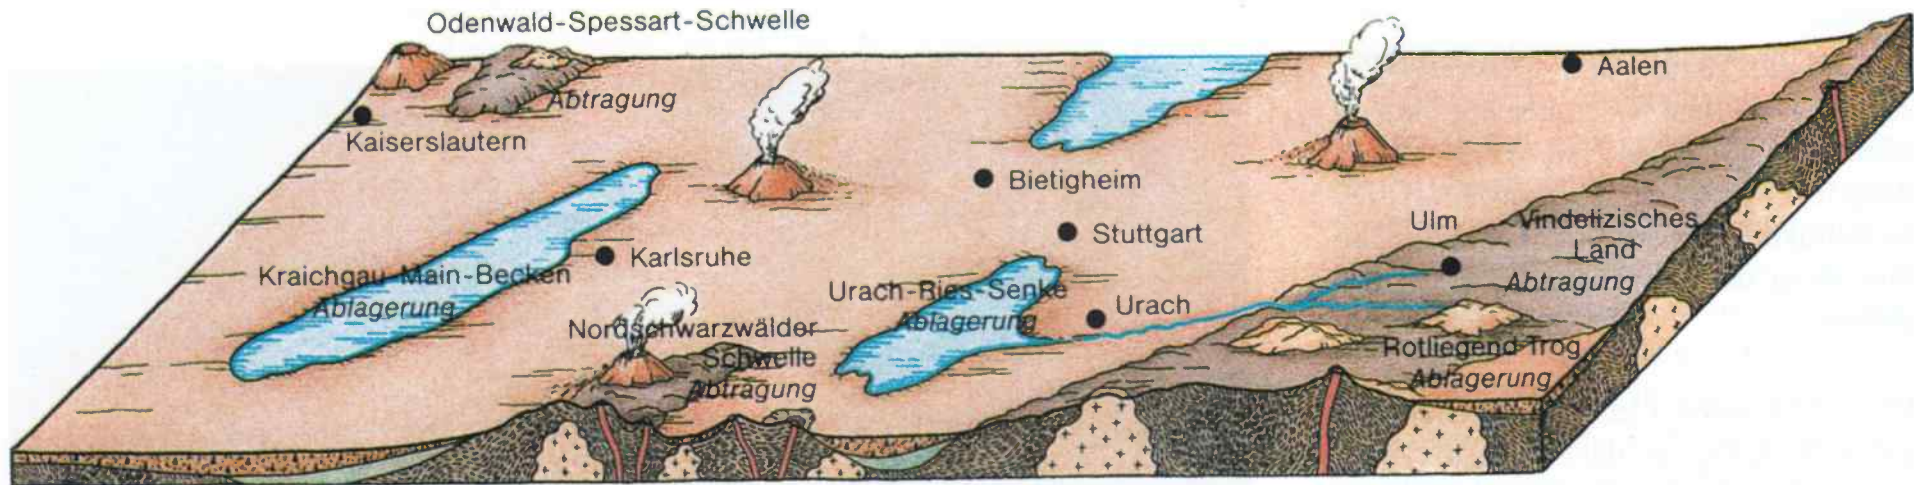 Odenwald-Spessart-Schwelle
Abtragung
Kaiserslautern
Aalen
Bietigheim
Stuttgart
Ulm
Vindelizisches
Land
Abtragung
Karlsruhe
Kraichgau-Main-Becken
Ablagerung
Urach-Ries-Senke
Ablagerung
Urach
Nordschwarzwälder
Schwelle
Abtragung
Rotliegend-Trog
Ablagerung